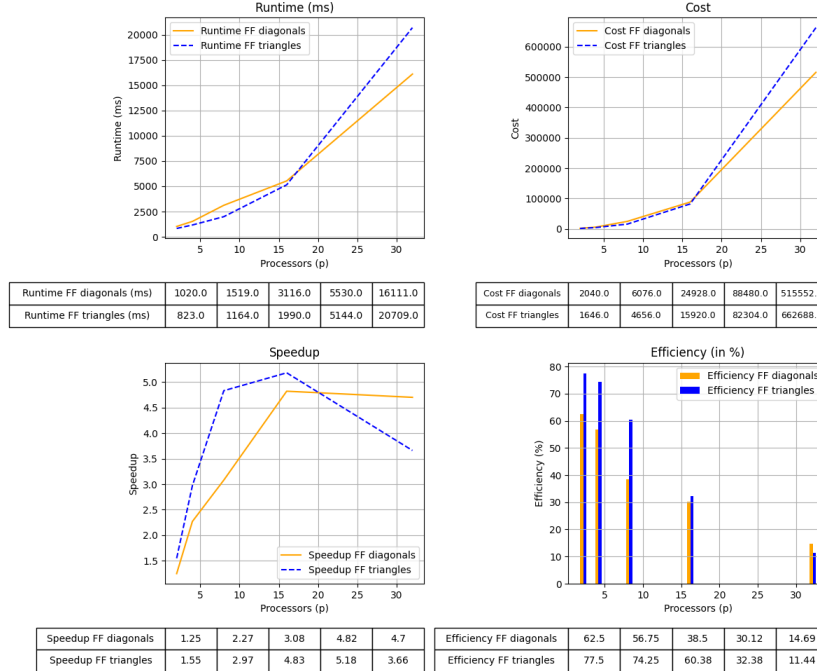 Runtime (ms)
Runtime FF diagonals
Runtime FF triangles
20000
17500
15000
12500
10000
7500
5000
2500
0
Runtime (ms)
5 10 15 20 25 30
Processors (p)
Runtime FF diagonals (ms) 1020.0 1519.0 3116.0 5530.0 16111.0
Runtime FF triangles (ms) 823.0 1164.0 1990.0 5144.0 20709.0
Cost
Cost FF diagonals
Cost FF triangles
600000
500000
400000
300000
200000
100000
0
Cost
5 10 15 20 25 30
Processors (p)
Cost FF diagonals 2040.0 6076.0 24928.0 88480.0 515552.
Cost FF triangles 1646.0 4656.0 15920.0 82304.0 662688.
Speedup
5.0
4.5
4.0
3.5
3.0
2.5
2.0
1.5
Speedup
Speedup FF diagonals
Speedup FF triangles
5 10 15 20 25 30
Processors (p)
Speedup FF diagonals 1.25 2.27 3.08 4.82 4.7
Speedup FF triangles 1.55 2.97 4.83 5.18 3.66
Efficiency (in %)
Efficiency FF diagonals
Efficiency FF triangles
80
70
60
50
40
30
20
10
0
Efficiency (%)
5 10 15 20 25 30
Processors (p)
Efficiency FF diagonals 62.5 56.75 38.5 30.12 14.69
Efficiency FF triangles 77.5 74.25 60.38 32.38 11.44